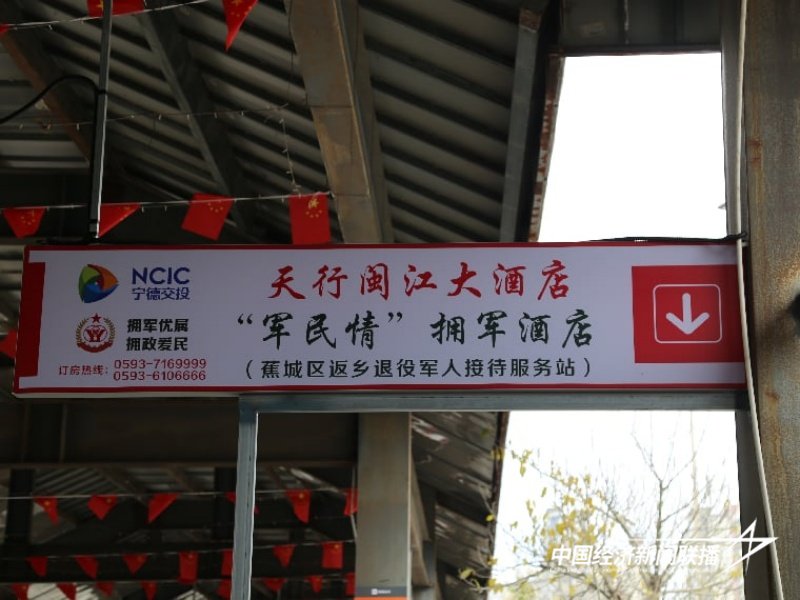 NCIC
宁德交投
天行闽江大酒店
拥军优属
拥政爱民
“军民情”拥军酒店
订房热线：0593-7169999
0593-6106666
（蕉城区返乡退役军人接待服务站）
中国经济新闻联播